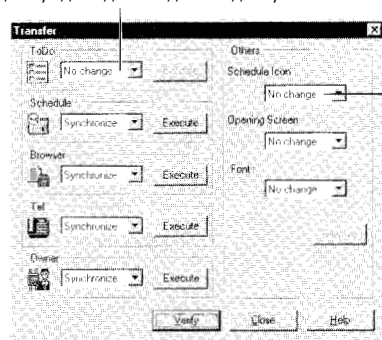 Transfer
ToDo
No change
Schedule
Synchronize Execute
Browser
Synchronize Execute
Tel
Synchronize Execute
Owner
Synchronize Execute
Others
Schedule Icon
No change
Opening Screen
No change
Font
No change
Verify Close Help